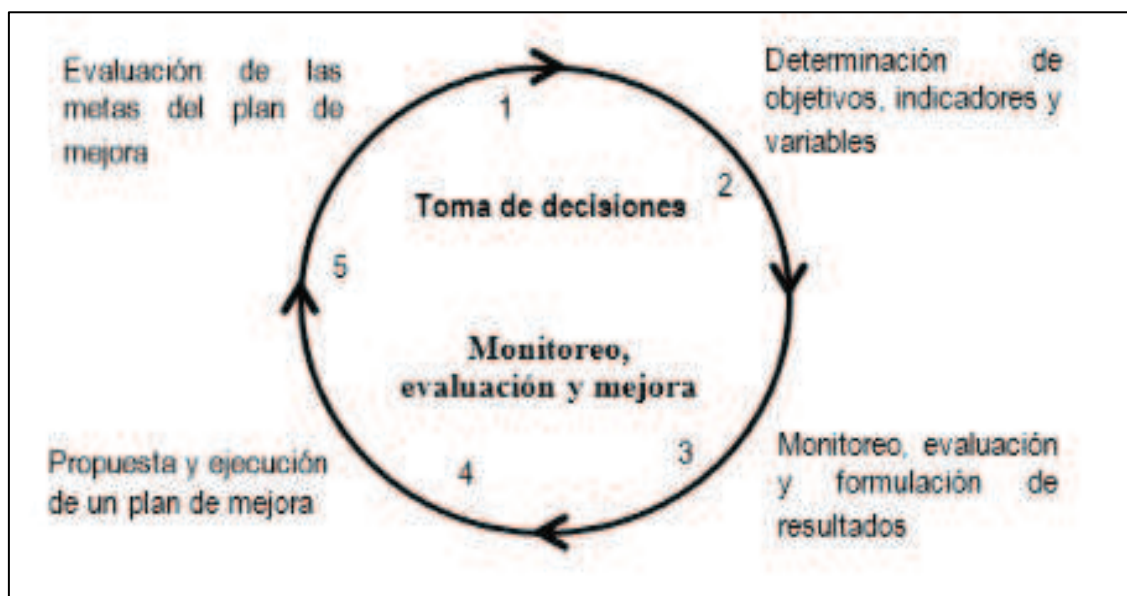 Evaluación de las
metas del plan de
mejora
Determinación de
objetivos, indicadores y
variables
1
2
Toma de decisiones
5
Monitoreo,
evaluación y mejora
Propuesta y ejecución
de un plan de mejora
4
3
Monitoreo, evaluación
y formulación de
resultados